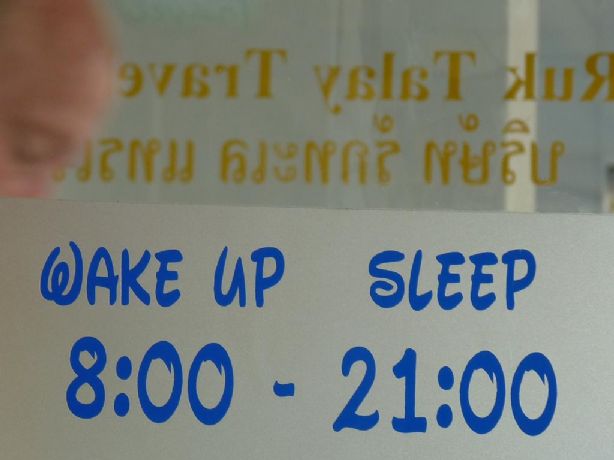 Ruk Talay Trave
บริษัท รักทะเล
WAKE UP SLEEP
8:00 - 21:00